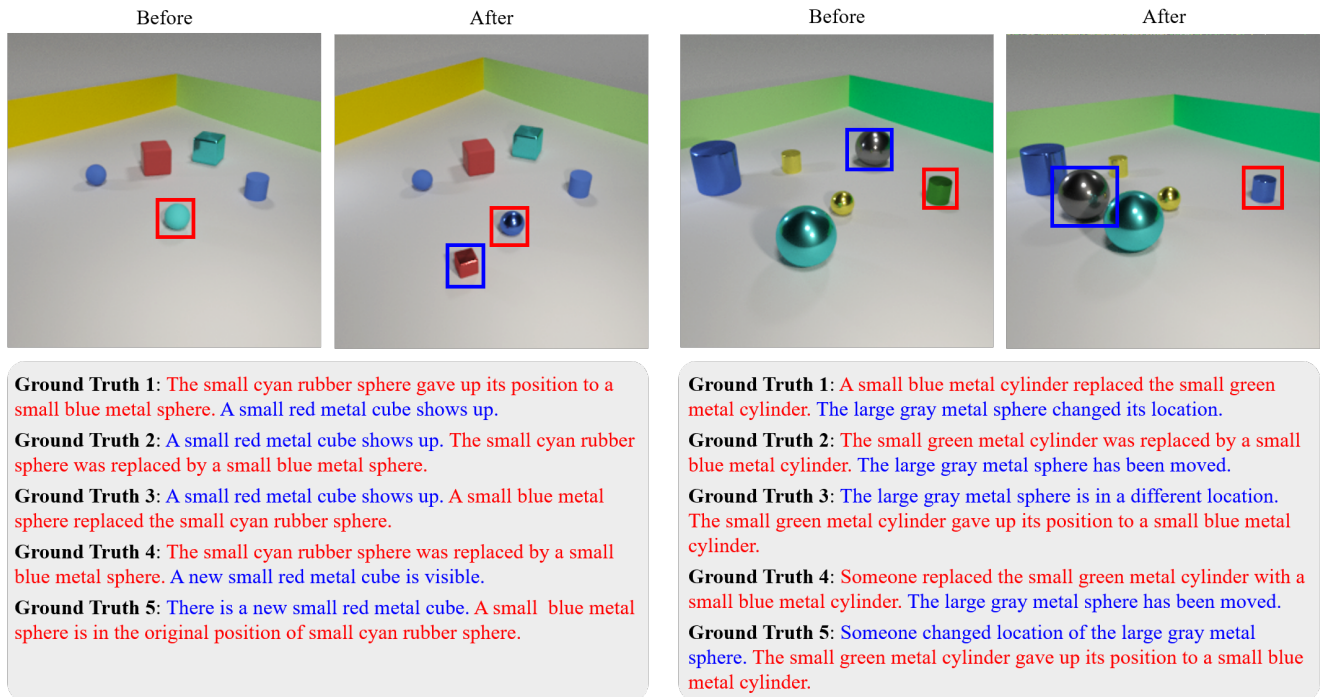 Before
After
Ground Truth 1: The small cyan rubber sphere gave up its position to a
small blue metal sphere. A small red metal cube shows up.
Ground Truth 2: A small red metal cube shows up. The small cyan rubber
sphere was replaced by a small blue metal sphere.
Ground Truth 3: A small red metal cube shows up. A small blue metal
sphere replaced the small cyan rubber sphere.
Ground Truth 4: The small cyan rubber sphere was replaced by a small
blue metal sphere. A new small red metal cube is visible.
Ground Truth 5: There is a new small red metal cube. A small blue metal
sphere is in the original position of small cyan rubber sphere.
Before
After
Ground Truth 1: A small blue metal cylinder replaced the small green
metal cylinder. The large gray metal sphere changed its location.
Ground Truth 2: The small green metal cylinder was replaced by a small
blue metal cylinder. The large gray metal sphere has been moved.
Ground Truth 3: The large gray metal sphere is in a different location.
The small green metal cylinder gave up its position to a small blue metal
cylinder.
Ground Truth 4: Someone replaced the small green metal cylinder with a
small blue metal cylinder. The large gray metal sphere has been moved.
Ground Truth 5: Someone changed location of the large gray metal
sphere. The small green metal cylinder gave up its position to a small blue
metal cylinder.